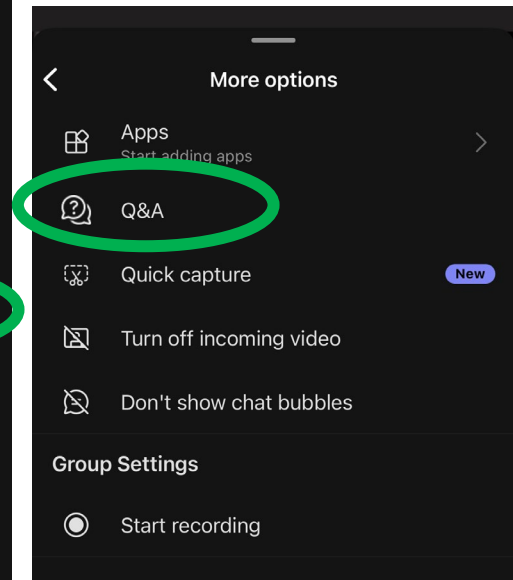 More options
Apps
Start adding apps
Q&A
Quick capture
New
Turn off incoming video
Don't show chat bubbles
Group Settings
Start recording